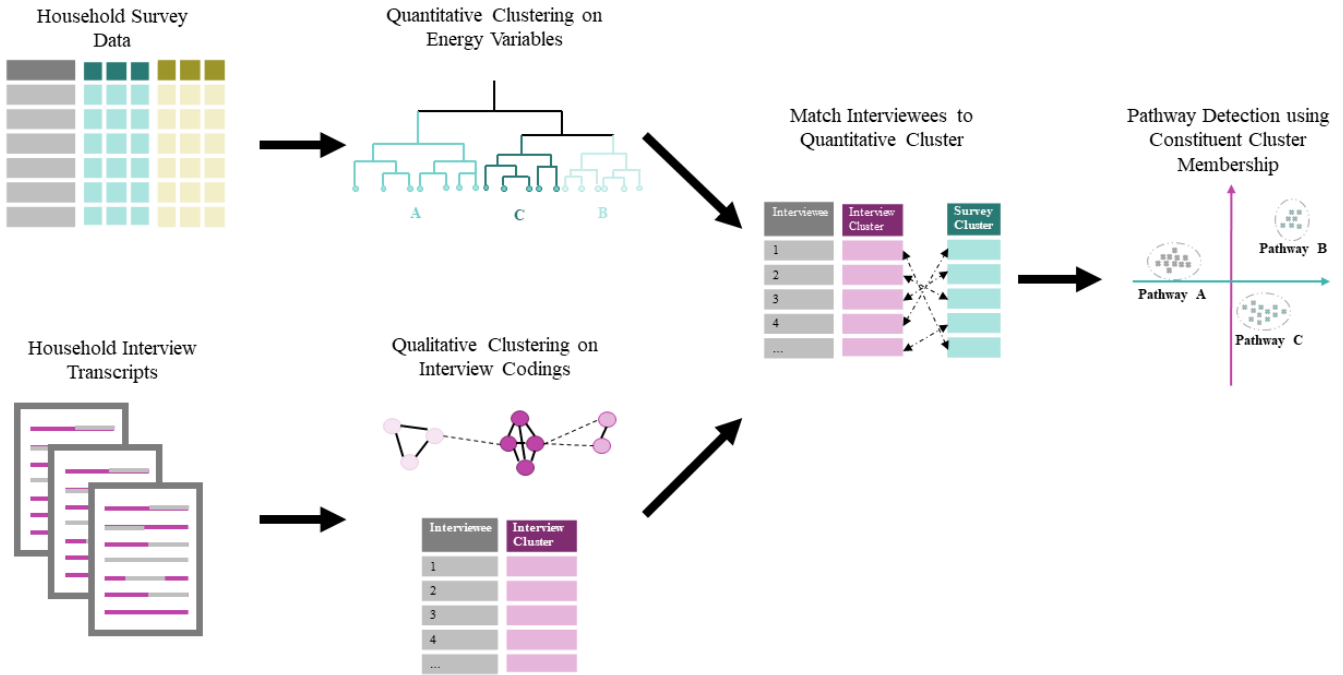 Household Survey
Data
Quantitative Clustering on
Energy Variables
A
C
B
Match Interviewees to
Quantitative Cluster
Interviewee
Interview
Cluster
Survey
Cluster
1
2
3
4
...
Pathway Detection using
Constituent Cluster
Membership
Pathway B
Pathway A
Pathway C
Household Interview
Transcripts
Qualitative Clustering on
Interview Codings
Interviewee
Interview
Cluster
1
2
3
4
...